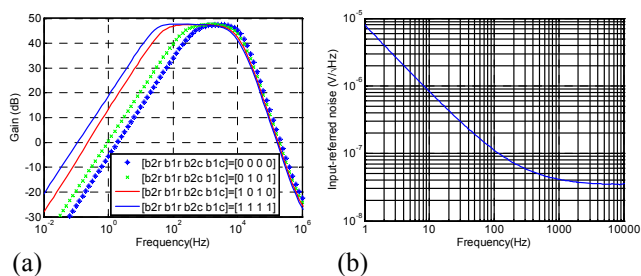 50
40
30
20
10
0
-10
-20
-30
Gain (dB)
[b2r b1r b2c b1c]=[0 0 0 0]
[b2r b1r b2c b1c]=[0 1 0 1]
[b2r b1r b2c b1c]=[1 0 1 0]
[b2r b1r b2c b1c]=[1 1 1 1]
10-2 100 102 104 106
Frequency(Hz)
(a)
10-5
10-6
10-7
10-8
Input-referred noise (V/√Hz)
1 10 100 1000 10000
Frequency(Hz)
(b)